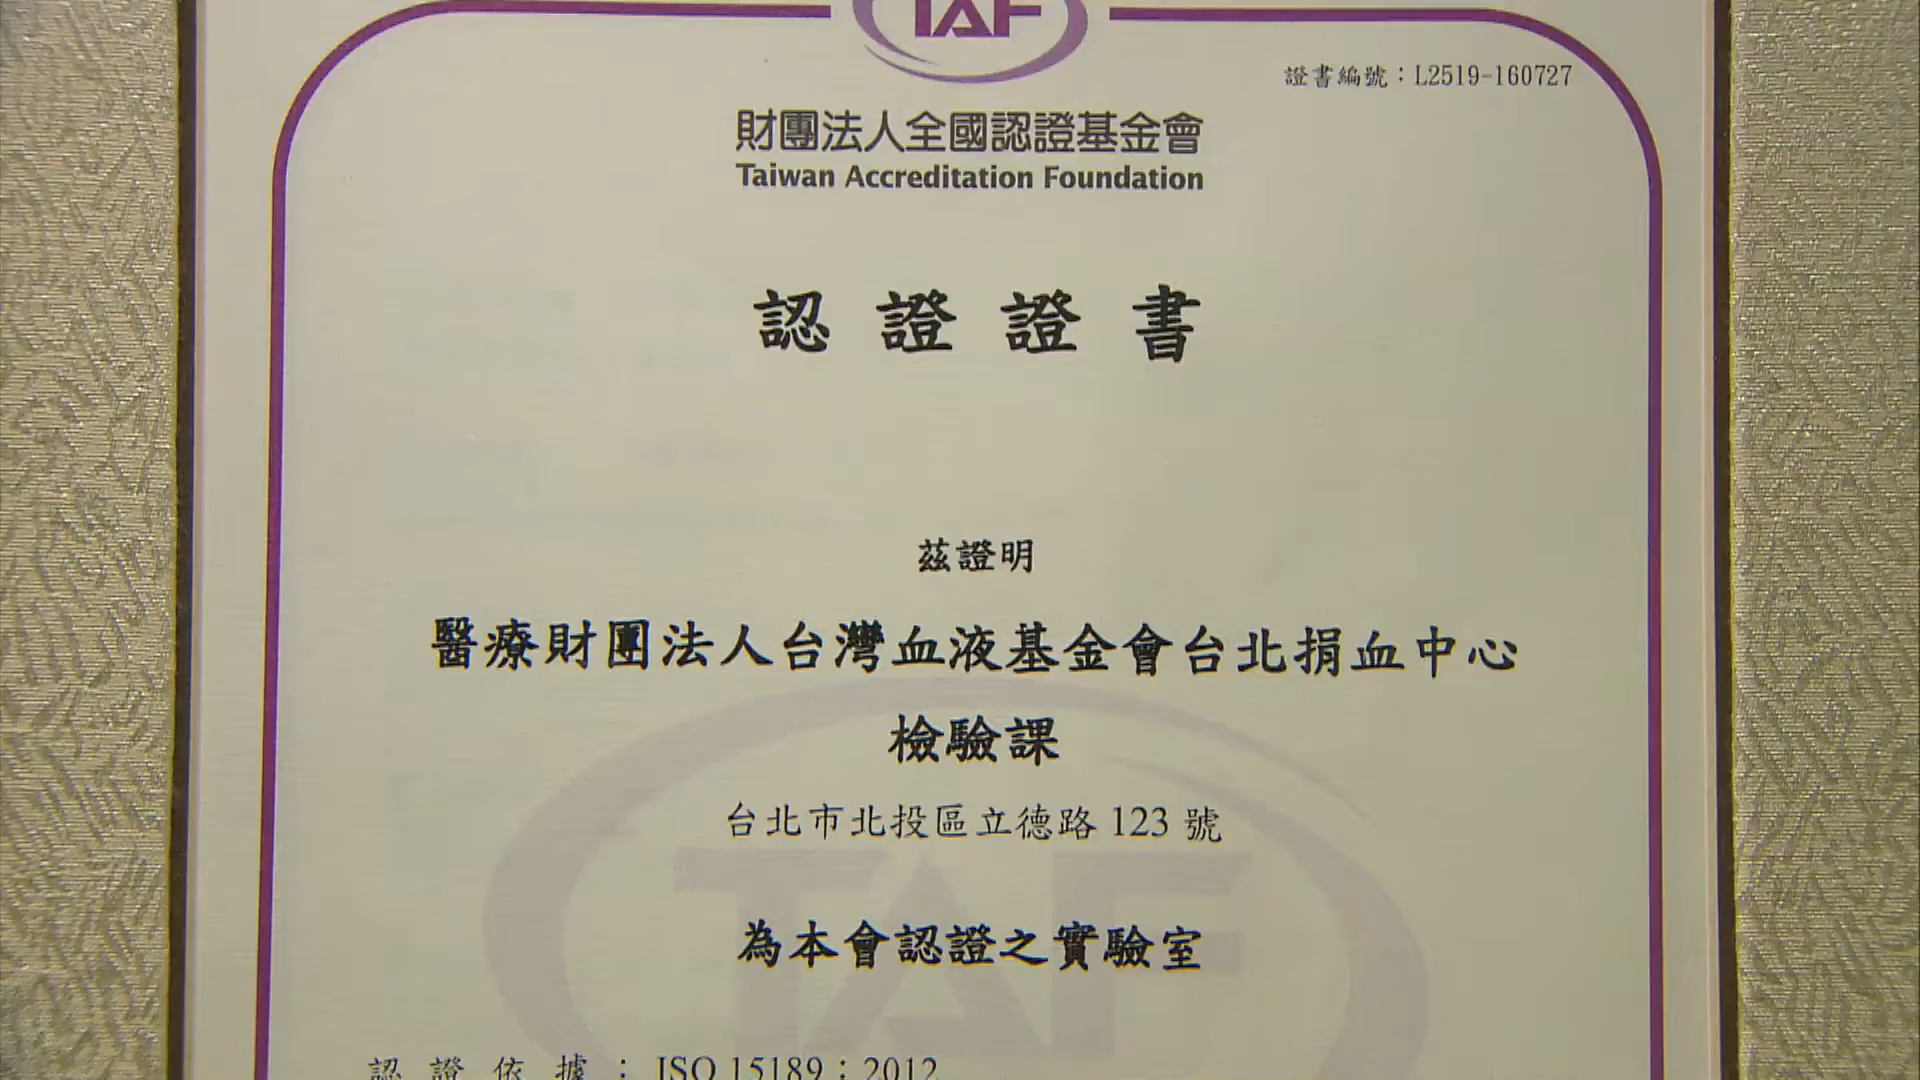 TAF
證書編號：L2519-160727
財團法人全國認證基金會
Taiwan Accreditation Foundation
認證證書
茲證明
醫療財團法人台灣血液基金會台北捐血中心
檢驗課
台北市北投區立德路 123 號
為本會認證之實驗室
TAF
認證依據：ISO 15189：2012